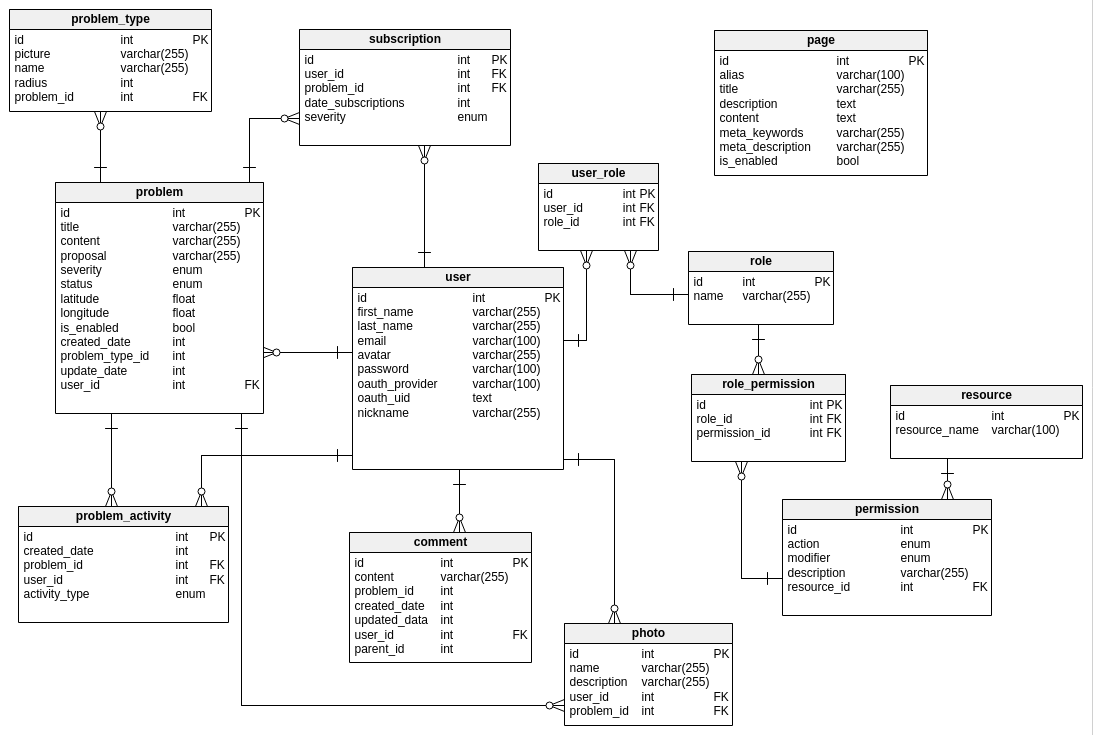 problem_type
id int PK
picture varchar(255)
name varchar(255)
radius int
problem_id int FK
subscription
id int PK
user_id int FK
problem_id int FK
date_subscriptions int
severity enum
page
id int PK
alias varchar(100)
title varchar(255)
description text
content text
meta_keywords varchar(255)
meta_description varchar(255)
is_enabled bool
problem
id int PK
title varchar(255)
content varchar(255)
proposal varchar(255)
severity enum
status enum
latitude float
longitude float
is_enabled bool
created_date int
problem_type_id int
update_date int
user_id int FK
user_role
id int PK
user_id int FK
role_id int FK
role
id int PK
name varchar(255)
user
id int PK
first_name varchar(255)
last_name varchar(255)
email varchar(100)
avatar varchar(255)
password varchar(100)
oauth_provider varchar(100)
oauth_uid text
nickname varchar(255)
role_permission
id int PK
role_id int FK
permission_id int FK
resource
id int PK
resource_name varchar(100)
problem_activity
id int PK
created_date int
problem_id int FK
user_id int FK
activity_type enum
comment
id int PK
content varchar(255)
problem_id int
created_date int
updated_data int
user_id int FK
parent_id int
permission
id int PK
action enum
modifier enum
description varchar(255)
resource_id int FK
photo
id int PK
name varchar(255)
description varchar(255)
user_id int FK
problem_id int FK